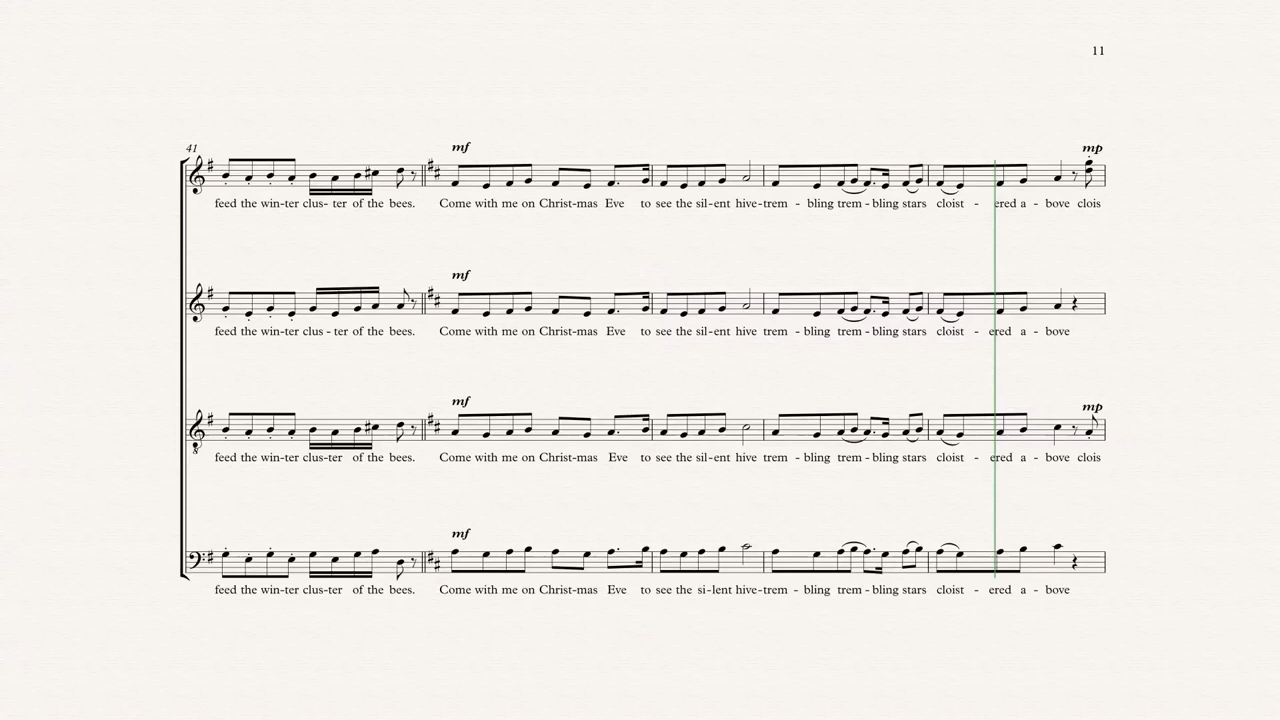 11
41
mf
mp
feed the win-ter clus- ter of the bees. Come with me on Christ-mas Eve to see the sil-ent hive-trem - bling trem - bling stars cloist - ered a - bove clois
mf
feed the win-ter clus - ter of the bees. Come with me on Christ-mas Eve to see the sil-ent hive trem - bling trem - bling stars cloist - ered a - bove
mf
mp
8
feed the win-ter clus-ter of the bees. Come with me on Christ-mas Eve to see the sil-ent hive trem - bling trem - bling stars cloist - ered a - bove clois
mf
feed the win-ter clus-ter of the bees. Come with me on Christ-mas Eve to see the si-lent hive-trem - bling trem - bling stars cloist - ered a - bove